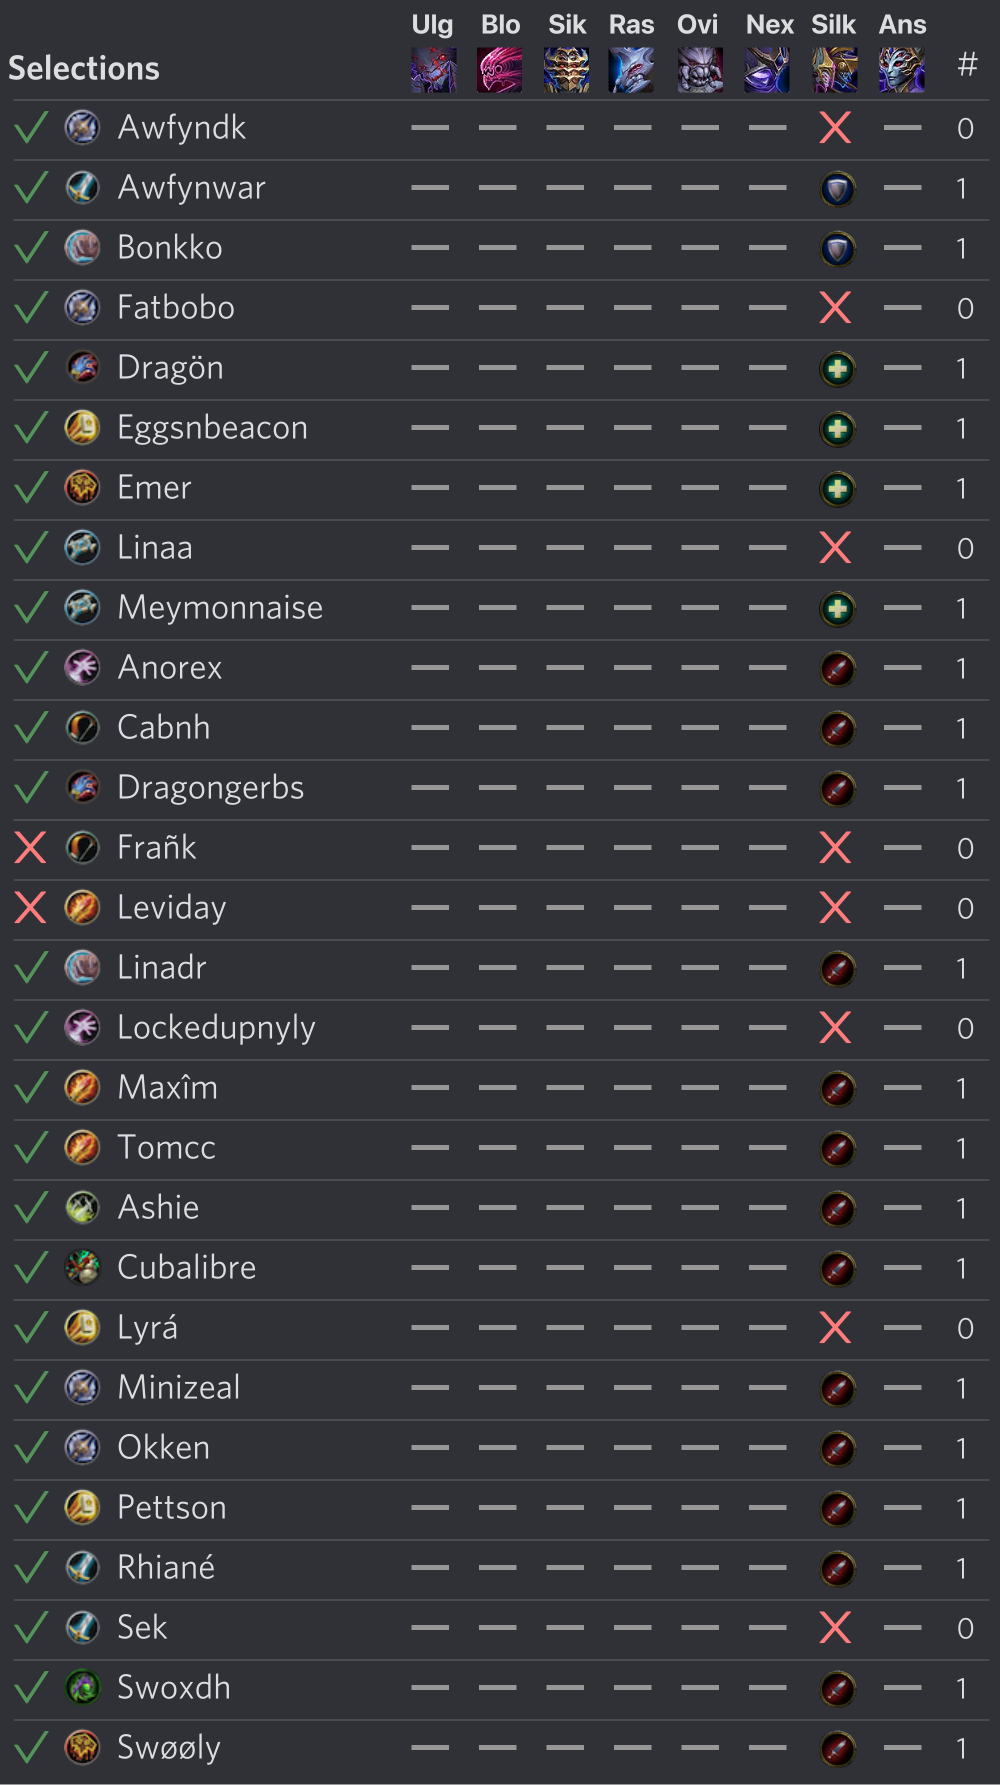 Ulg Blo Sik Ras Ovi Nex Silk Ans
Selections #
Awfyndk 0
Awfynwar 1
Bonkko 1
Fatbobo 0
Dragön 1
Eggsnbeacon 1
Emer 1
Linaa 0
Meymonnaise 1
Anorex 1
Cabnh 1
Dragongerbs 1
Frañk 0
Leviday 0
Linadr 1
Lockedupnyly 0
Maxîm 1
Tomcc 1
Ashie 1
Cubalibre 1
Lyrá 0
Minizeal 1
Okken 1
Pettson 1
Rhiané 1
Sek 0
Swoxdh 1
Swøøly 1